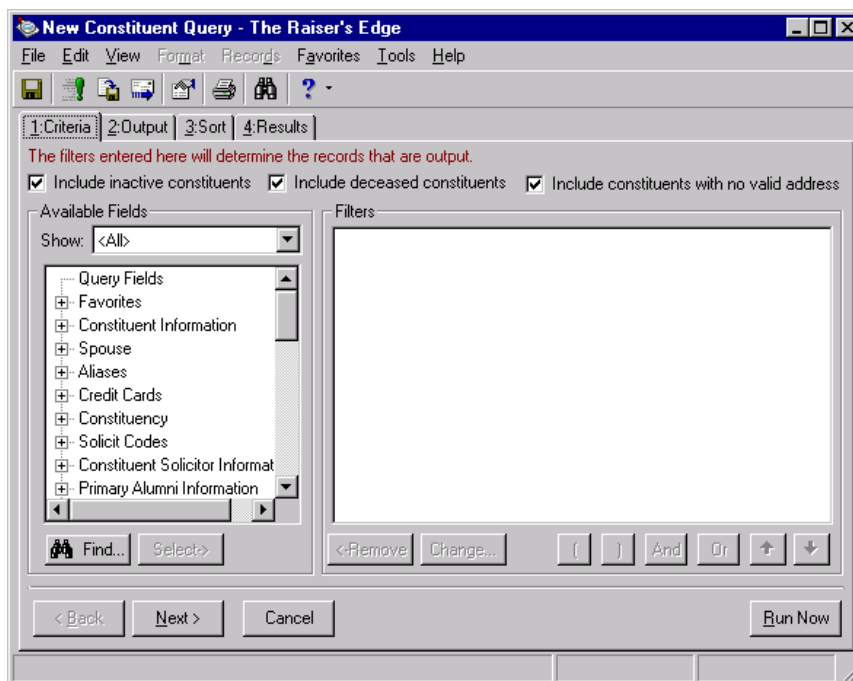 New Constituent Query - The Raiser's Edge
File Edit View Format Records Favorites Tools Help
?
1:Criteria 2:Output 3:Sort 4:Results
The filters entered here will determine the records that are output.
Include inactive constituents Include deceased constituents Include constituents with no valid address
Available Fields
Show: <All>
Query Fields
Favorites
Constituent Information
Spouse
Aliases
Credit Cards
Constituency
Solicit Codes
Constituent Solicitor Informat
Primary Alumni Information
Find... Select->
Filters
<-Remove Change... ( ) And Or
< Back Next > Cancel Run Now